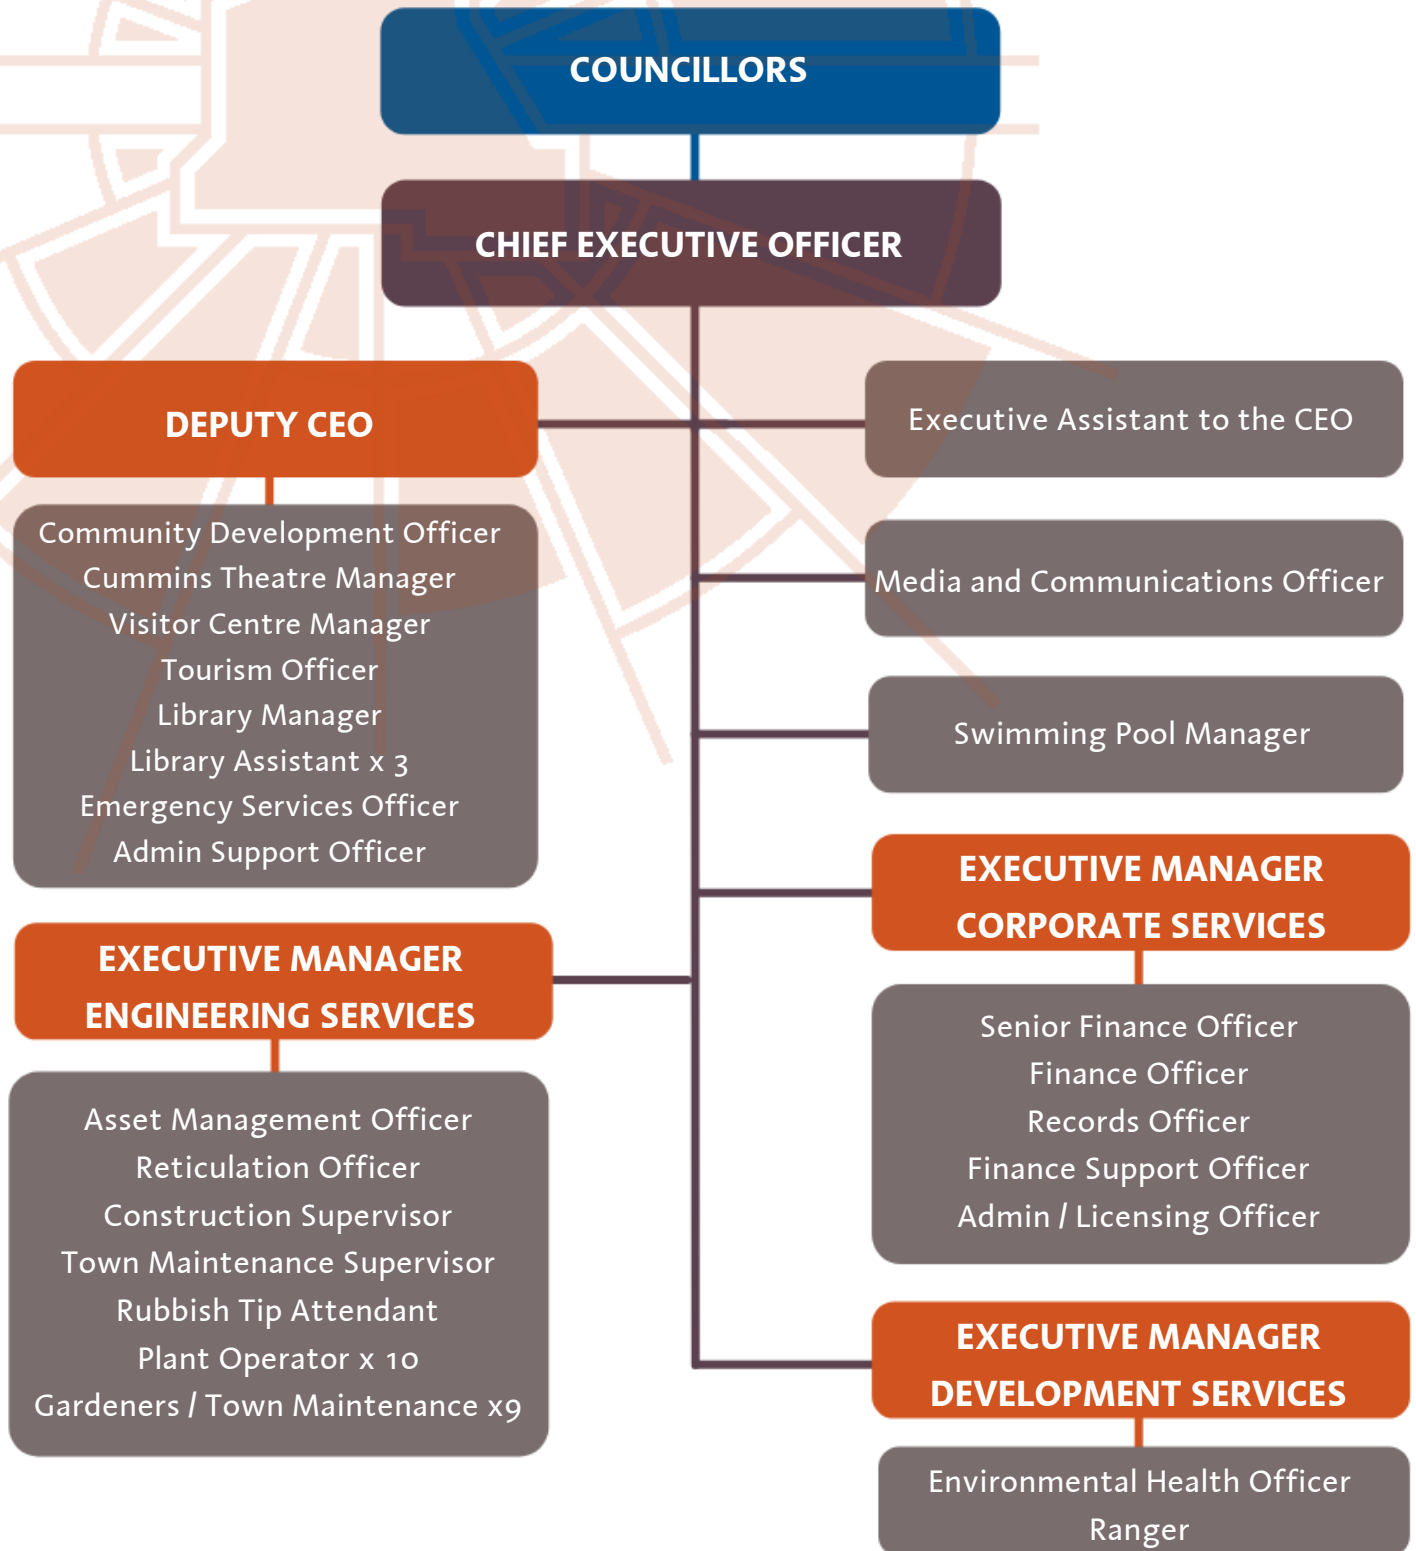 COUNCILLORS
CHIEF EXECUTIVE OFFICER
DEPUTY CEO
Executive Assistant to the CEO
Community Development Officer
Cummins Theatre Manager
Visitor Centre Manager
Tourism Officer
Library Manager
Library Assistant x 3
Emergency Services Officer
Admin Support Officer
Media and Communications Officer
Swimming Pool Manager
EXECUTIVE MANAGER
CORPORATE SERVICES
Senior Finance Officer
Finance Officer
Records Officer
Finance Support Officer
Admin / Licensing Officer
EXECUTIVE MANAGER
ENGINEERING SERVICES
Asset Management Officer
Reticulation Officer
Construction Supervisor
Town Maintenance Supervisor
Rubbish Tip Attendant
Plant Operator x 10
Gardeners / Town Maintenance x9
EXECUTIVE MANAGER
DEVELOPMENT SERVICES
Environmental Health Officer
Ranger